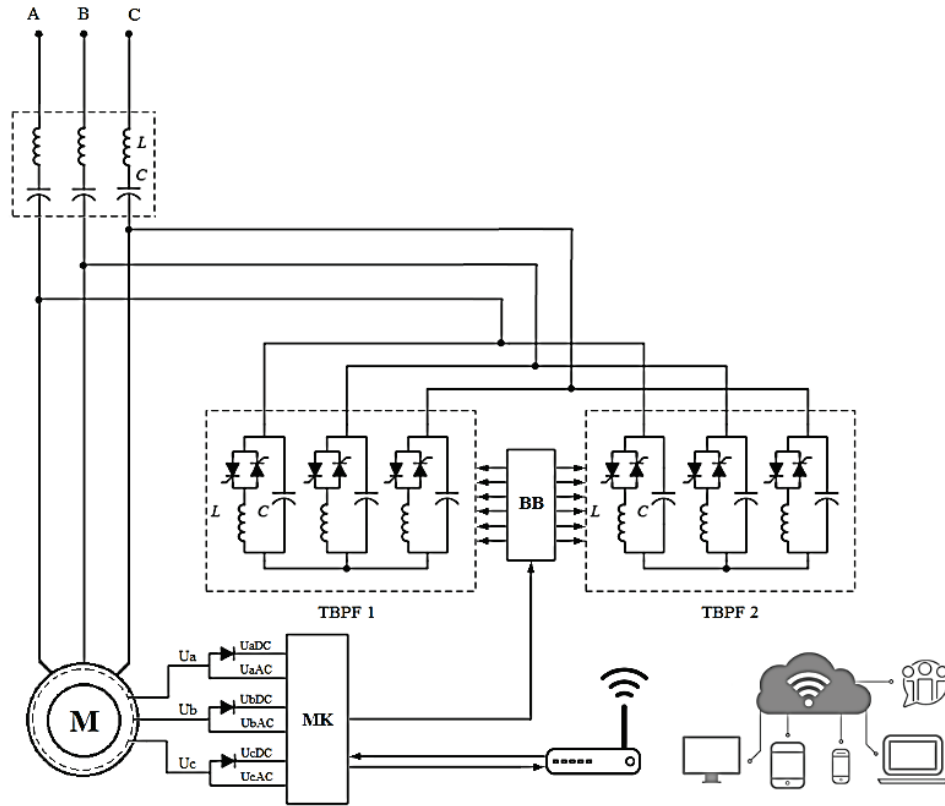 A B C
L
C
BB
L C
L C
TBPF 1
TBPF 2
Ua
UaDC
UaAC
Ub
UbDC
UbAC
Uc
UcDC
UcAC
M
MK